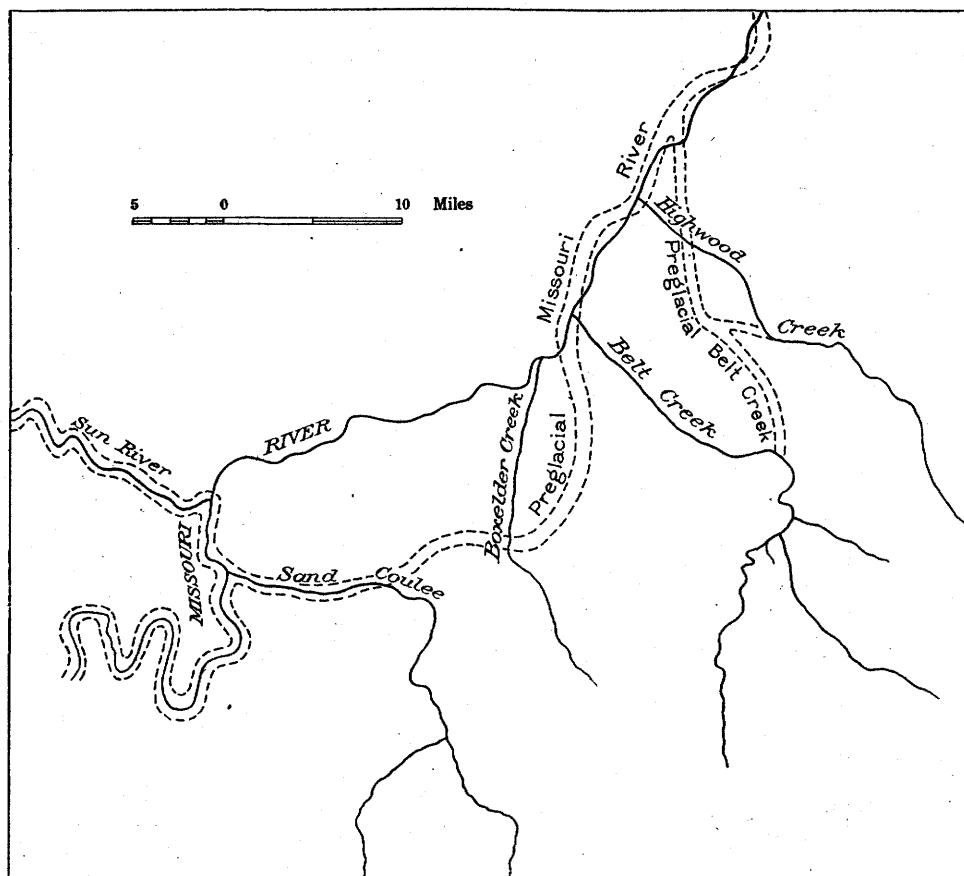 5 0 10 Miles
River
Missouri
Highwood
Creek
Preglacial
Belt Creek
Belt Creek
Sun River
RIVER
Boxelder Creek
Preglacial
MISSOURI
Sand Coulee